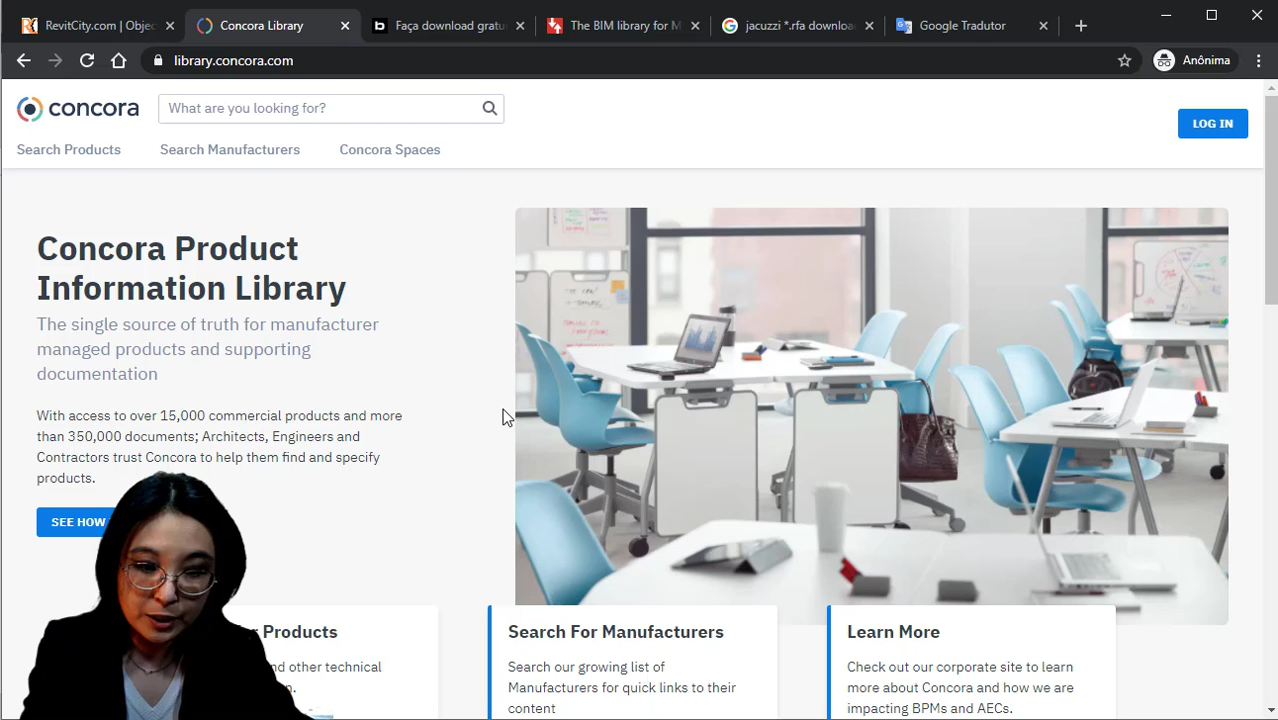 RevitCity.com | Objec
Concora Library
Faça download gratu
The BIM library for M
jacuzzi *.rfa downloa
Google Tradutor
library.concora.com
Anônima
concora
What are you looking for?
LOG IN
Search Products
Search Manufacturers
Concora Spaces
Concora Product
Information Library
The single source of truth for manufacturer
managed products and supporting
documentation
With access to over 15,000 commercial products and more
than 350,000 documents; Architects, Engineers and
Contractors trust Concora to help them find and specify
products.
SEE HOW
Products
nd other technical
Search For Manufacturers
Search our growing list of
Manufacturers for quick links to their
content
Learn More
Check out our corporate site to learn
more about Concora and how we are
impacting BPMs and AECs.